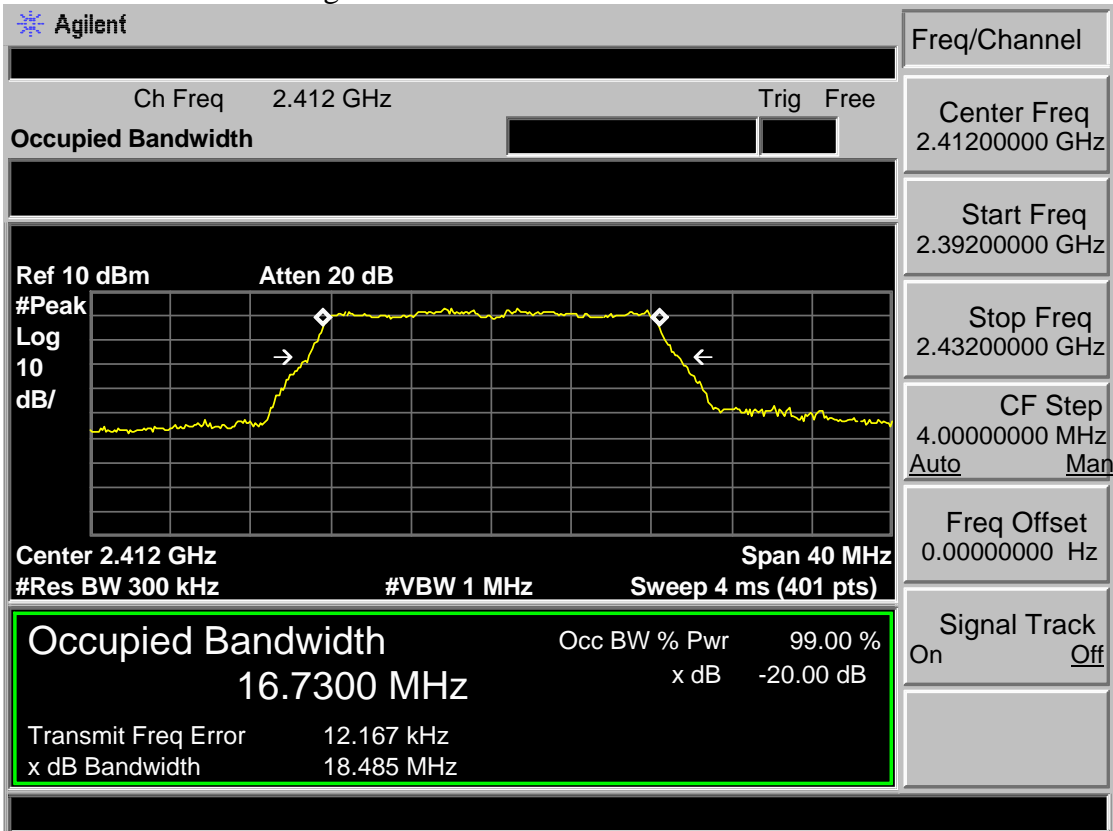 Agilent
Freq/Channel
Ch Freq 2.412 GHz Trig Free
Occupied Bandwidth
Center Freq
2.41200000 GHz
Start Freq
2.39200000 GHz
Stop Freq
2.43200000 GHz
CF Step
4.00000000 MHz
Auto Man
Freq Offset
0.00000000 Hz
Signal Track
On Off
Ref 10 dBm Atten 20 dB
#Peak
Log
10
dB/
Center 2.412 GHz Span 40 MHz
#Res BW 300 kHz #VBW 1 MHz Sweep 4 ms (401 pts)
Occupied Bandwidth Occ BW % Pwr 99.00 %
16.7300 MHz x dB -20.00 dB
Transmit Freq Error 12.167 kHz
x dB Bandwidth 18.485 MHz